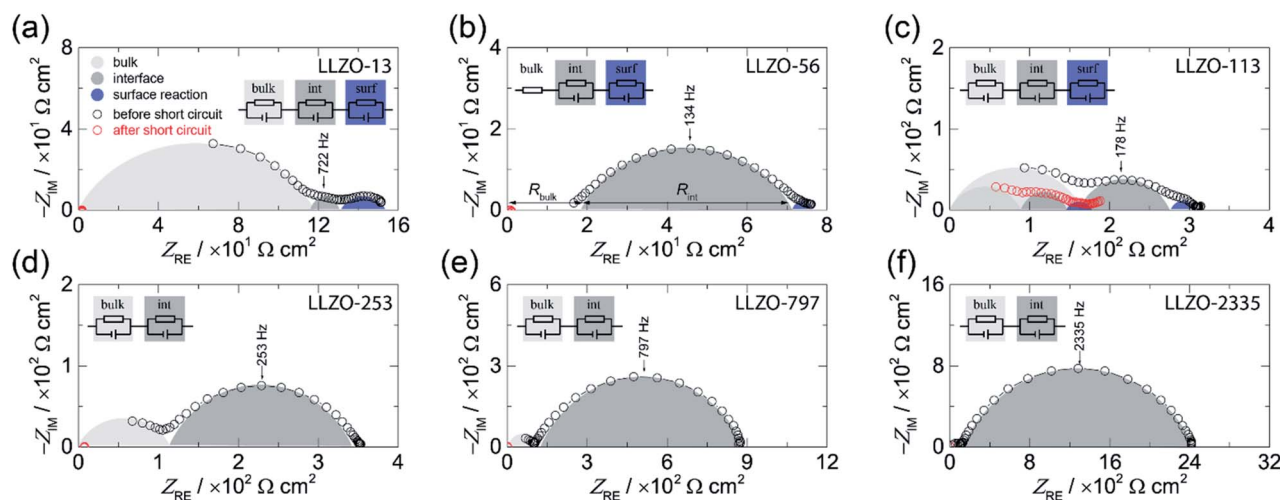 (a)
LLZO-13
bulk
interface
surface reaction
before short circuit
after short circuit
bulk
int
surf
722 Hz
8
4
0
0
4
8
12
16
-Z_IM / ×10¹ Ω cm²
Z_RE / ×10¹ Ω cm²
(b)
LLZO-56
bulk
int
surf
134 Hz
R_bulk
R_int
4
3
2
1
0
0
2
4
6
8
-Z_IM / ×10¹ Ω cm²
Z_RE / ×10¹ Ω cm²
(c)
LLZO-113
bulk
int
surf
178 Hz
2
1
0
0
1
2
3
4
-Z_IM / ×10² Ω cm²
Z_RE / ×10² Ω cm²
(d)
LLZO-253
bulk
int
253 Hz
2
1
0
0
1
2
3
4
-Z_IM / ×10² Ω cm²
Z_RE / ×10² Ω cm²
(e)
LLZO-797
bulk
int
797 Hz
6
4
2
0
0
3
6
9
12
-Z_IM / ×10² Ω cm²
Z_RE / ×10² Ω cm²
(f)
LLZO-2335
bulk
int
2335 Hz
16
12
8
4
0
0
8
16
24
32
-Z_IM / ×10² Ω cm²
Z_RE / ×10² Ω cm²